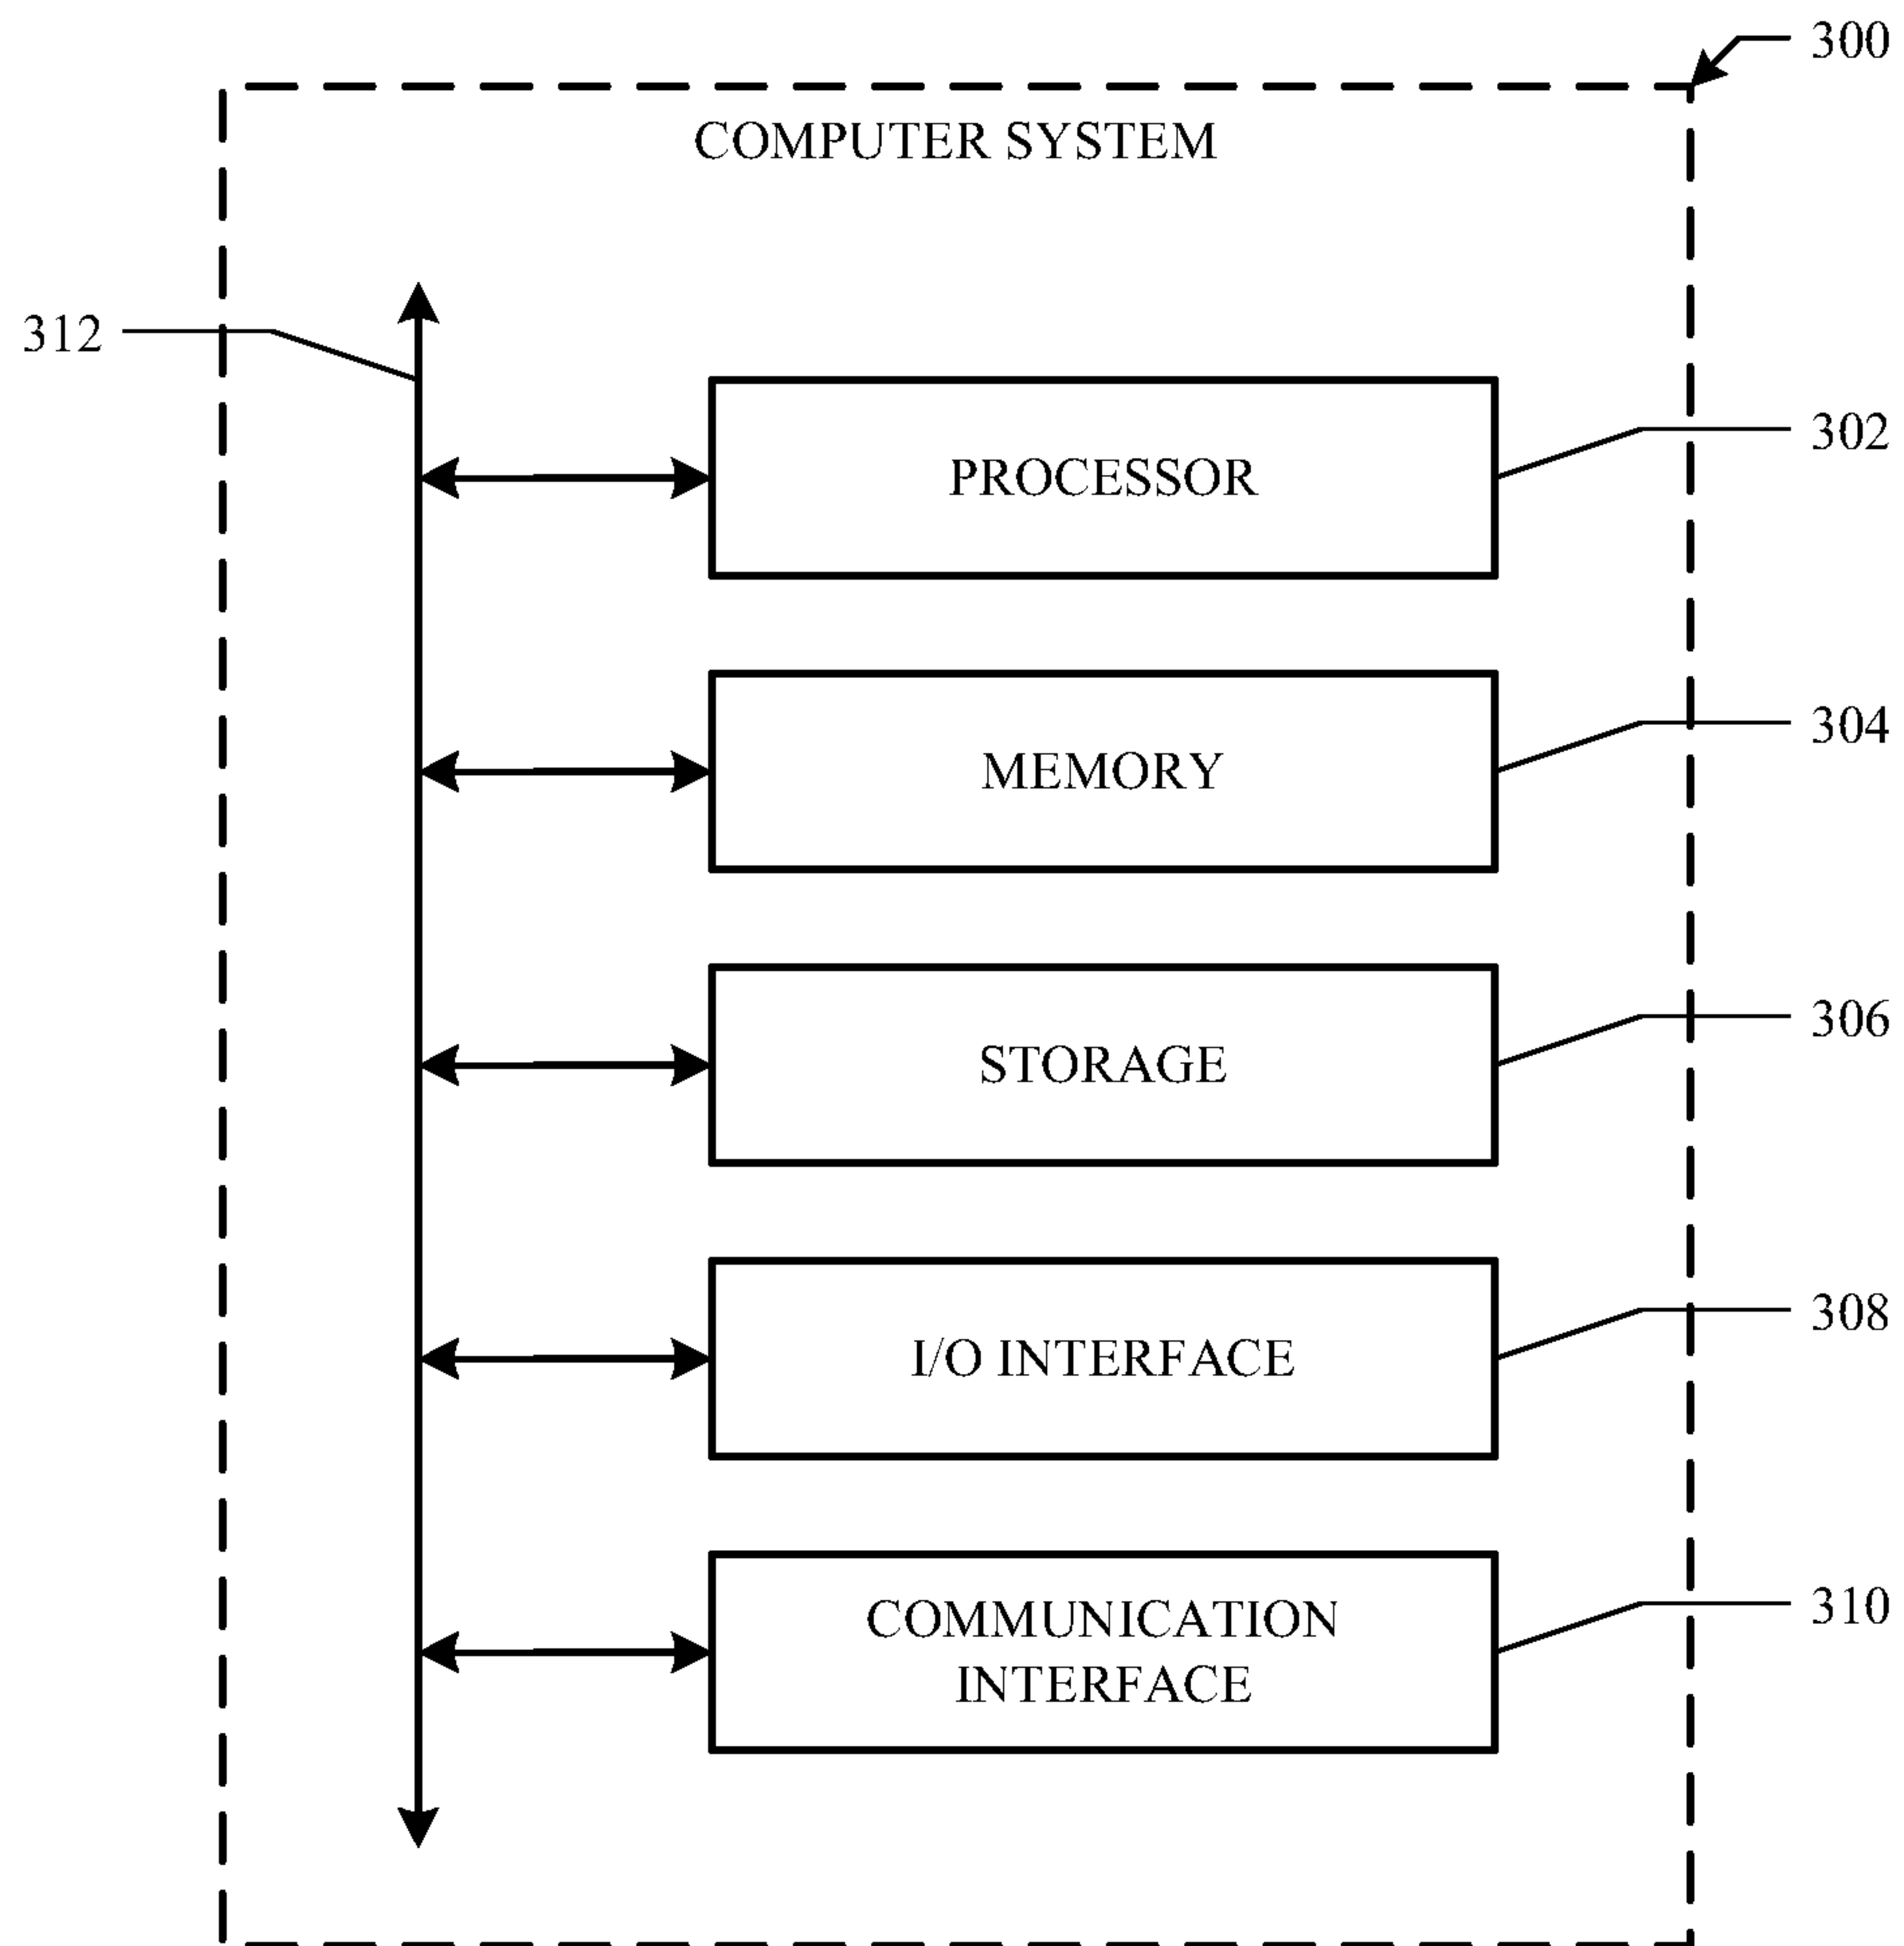 300
COMPUTER SYSTEM
312
PROCESSOR
302
MEMORY
304
STORAGE
306
I/O INTERFACE
308
COMMUNICATION
INTERFACE
310